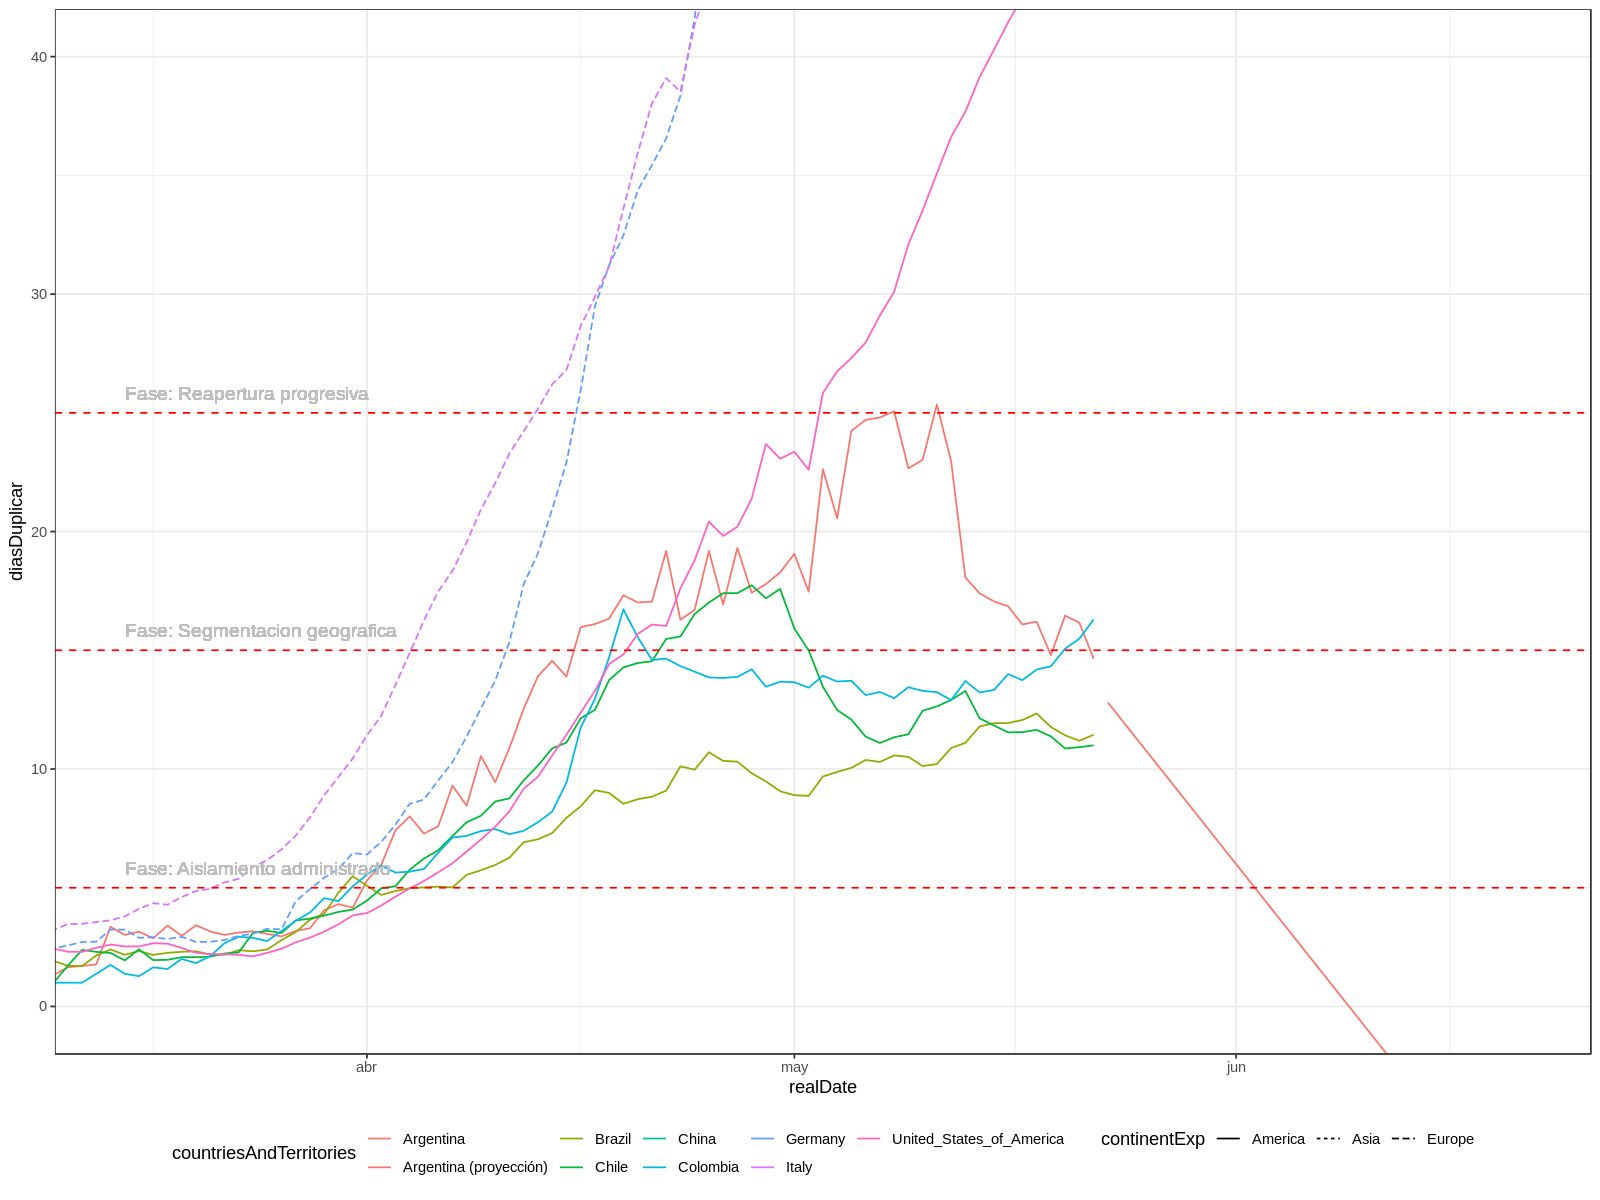 40
30
20
10
0
diasDuplicar
Fase: Reapertura progresiva
Fase: Segmentacion geografica
Fase: Aislamiento administrado
abr
may
jun
realDate
countriesAndTerritories
Argentina
Argentina (proyección)
Brazil
Chile
China
Colombia
Germany
Italy
United_States_of_America
continentExp
America
Asia
Europe